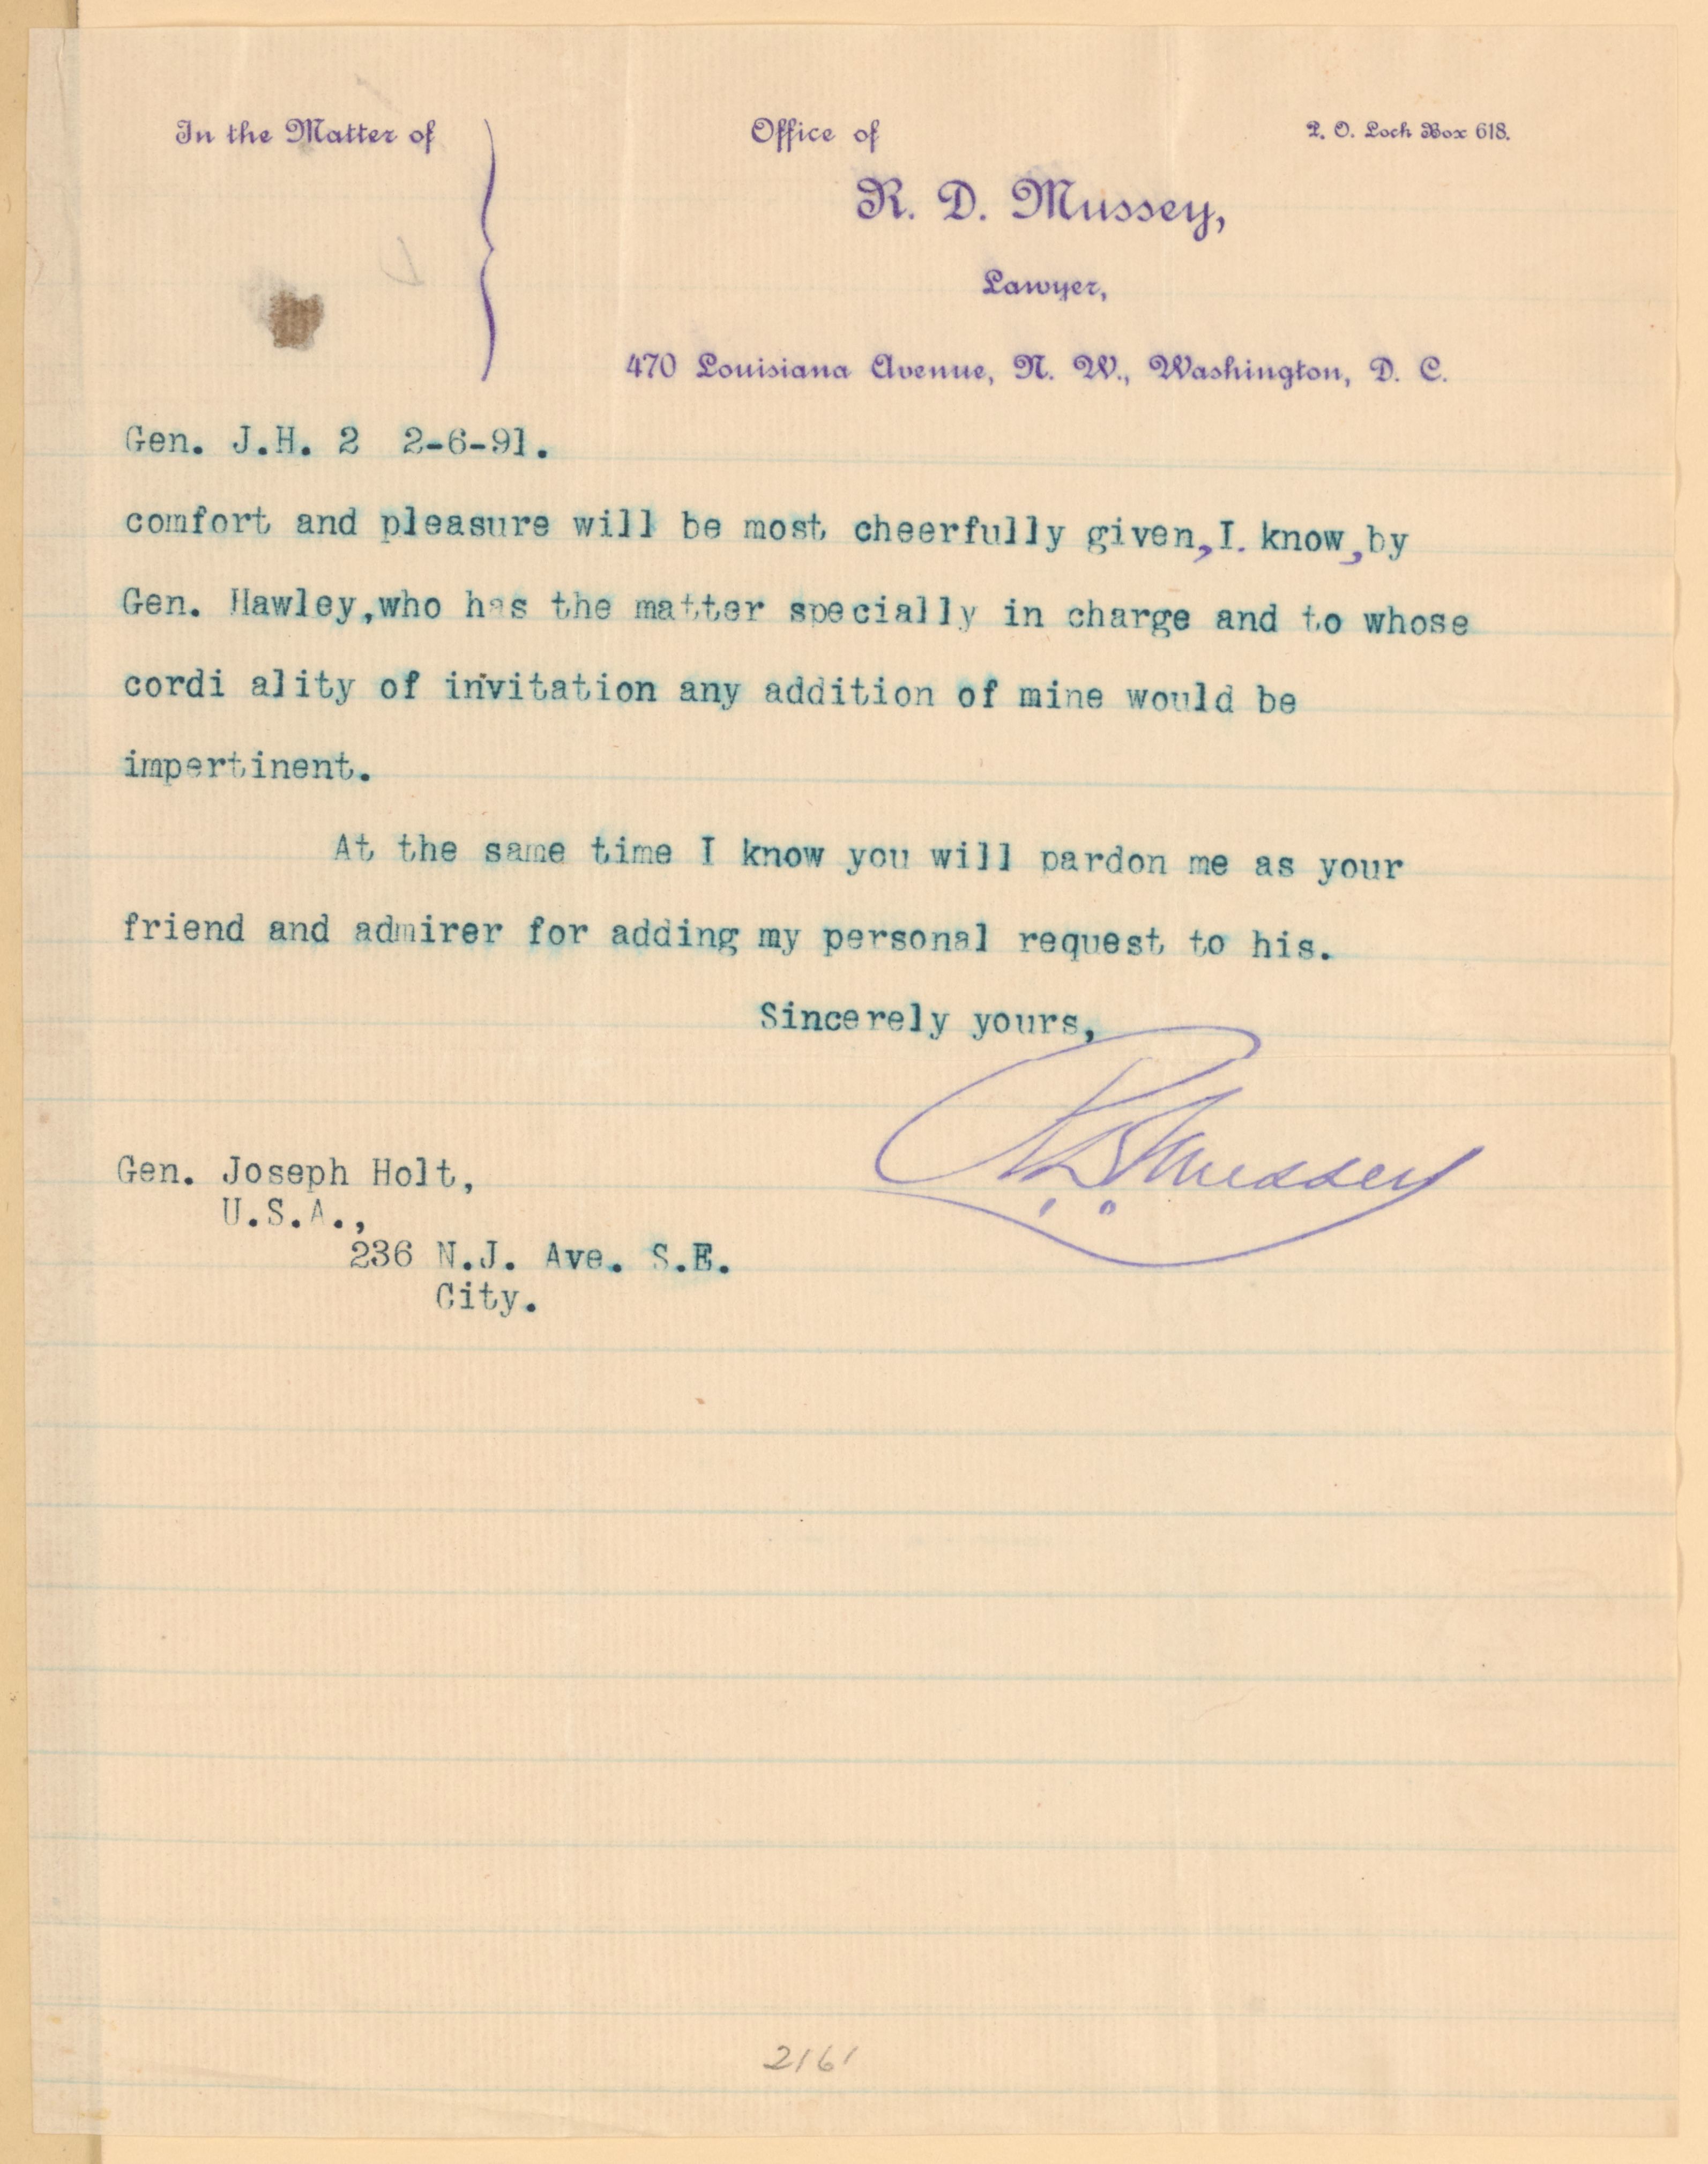 In the Matter of
Office of
P. O. Lock Box 618.
R. D. Mussey,
Lawyer,
470 Louisiana Avenue, N. W., Washington, D. C.
Gen. J.H. 2 2-6-91.
comfort and pleasure will be most cheerfully given, I. know, by
Gen. Hawley,who has the matter specially in charge and to whose
cordi ality of invitation any addition of mine would be
impertinent.
At the same time I know you will pardon me as your
friend and admirer for adding my personal request to his.
Sincerely yours,
R.D. Mussey
Gen. Joseph Holt,
U.S.A.,
236 N.J. Ave. S.E.
City.
2161